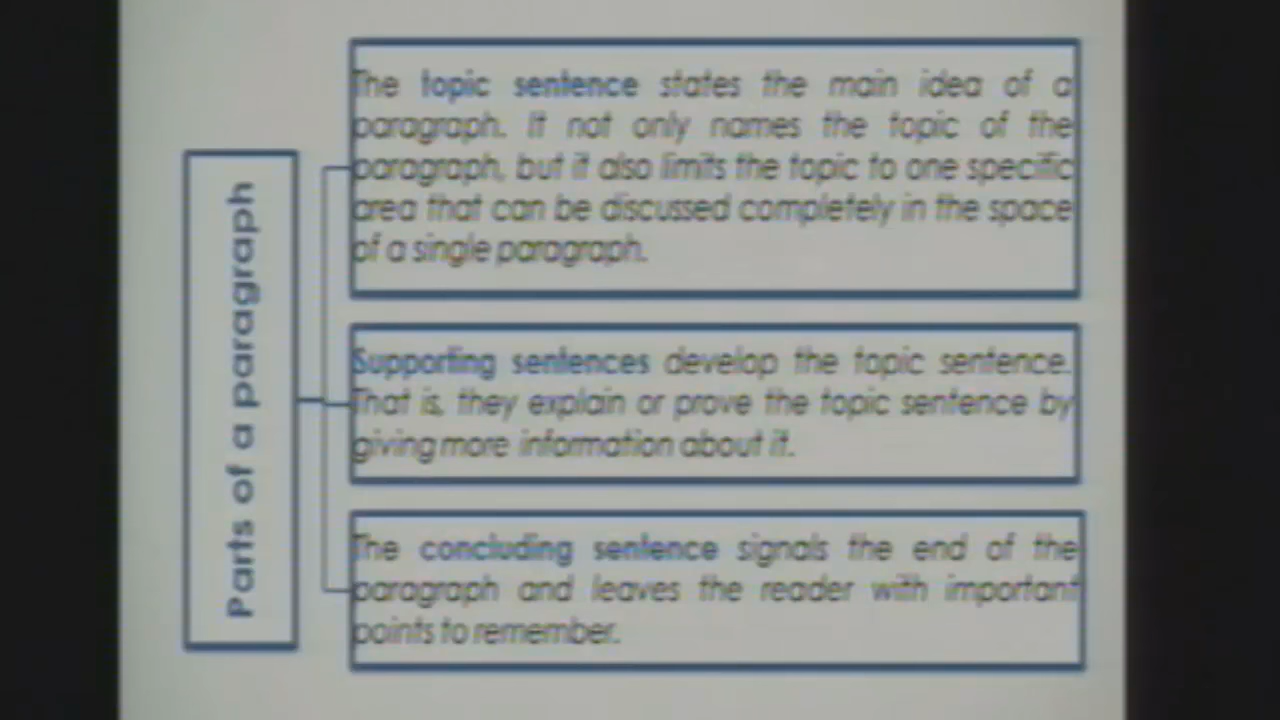 Parts of a paragraph
The topic sentence states the main idea of a
paragraph. It not only names the topic of the
paragraph, but it also limits the topic to one specific
area that can be discussed completely in the space
of a single paragraph.
Supporting sentences develop the topic sentence.
That is, they explain or prove the topic sentence by
giving more information about it.
The concluding sentence signals the end of the
paragraph and leaves the reader with important
points to remember.